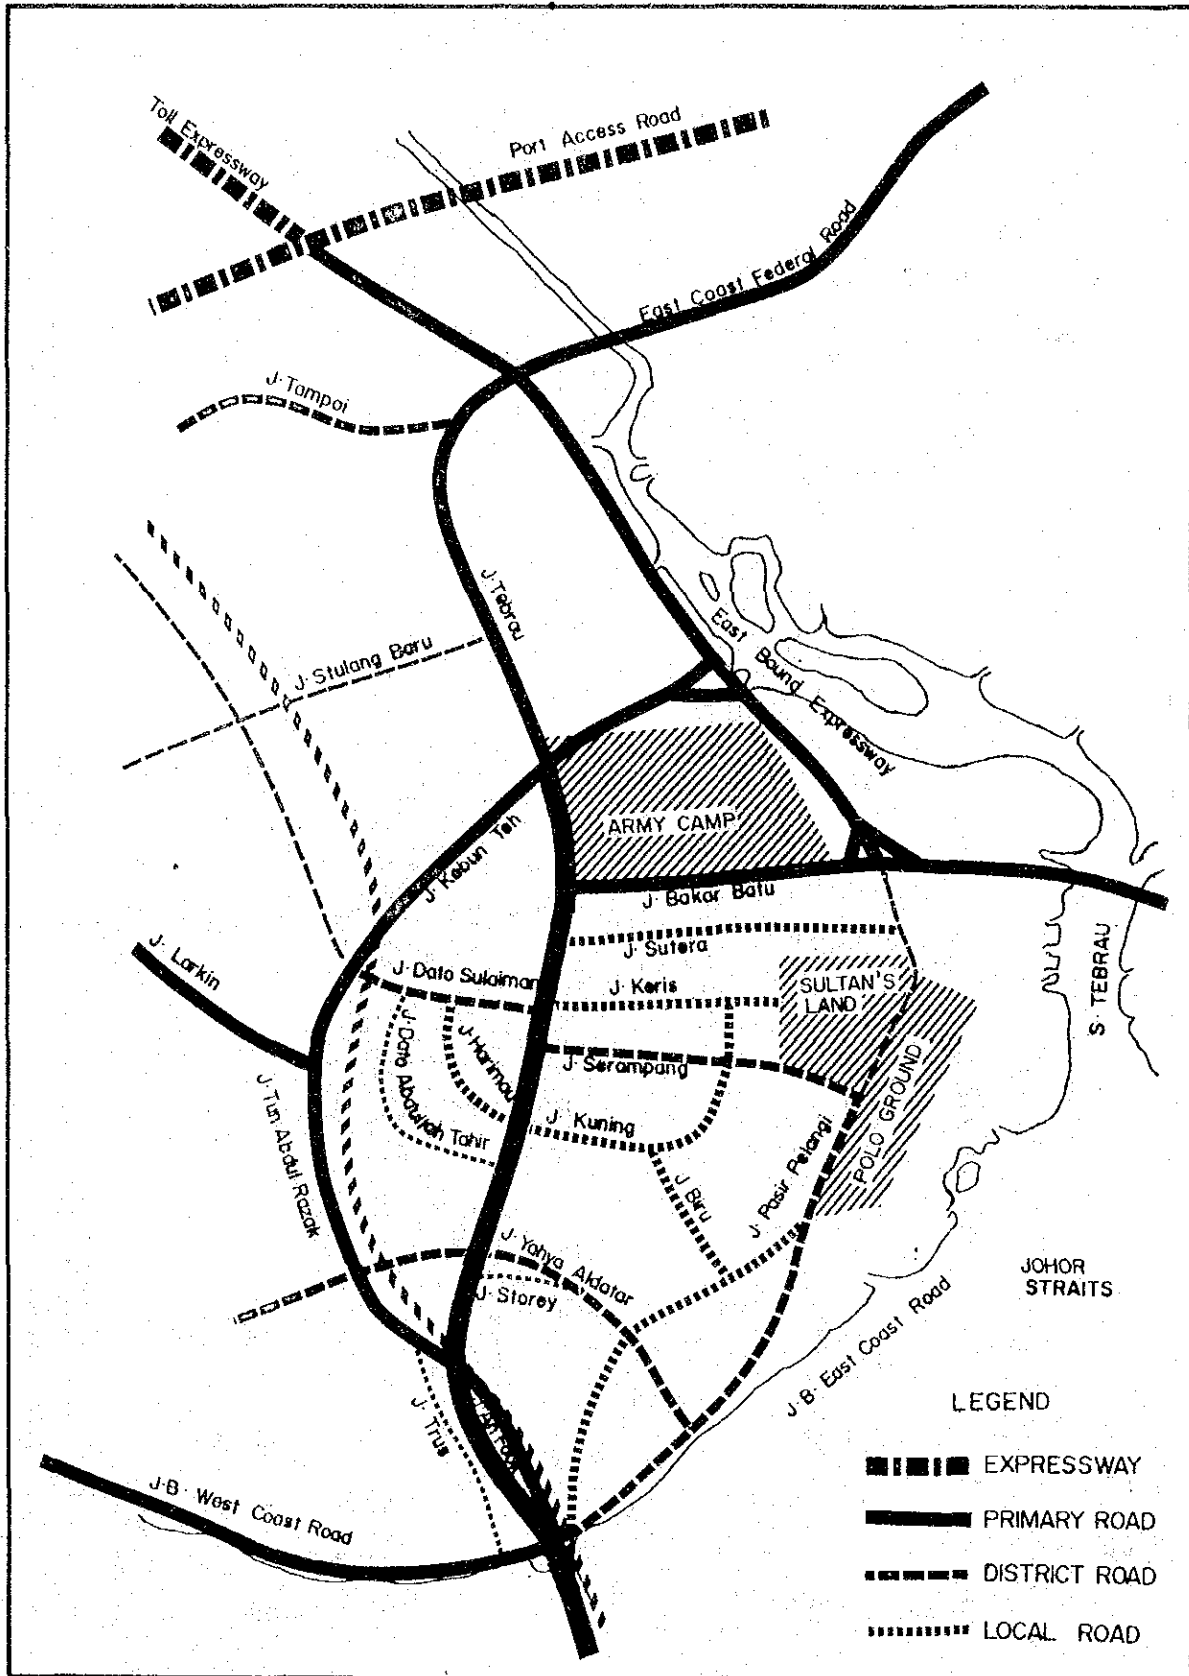 Toll Expressway
Port Access Road
East Coast Federal Road
J. Tampoi
J. Tebrau
J. Stulang Baru
East Bound Expressway
ARMY CAMP
J. Kebun Teh
J. Bakar Batu
J. Larkin
J. Sutera
J. Dato Sulaiman
J. Keris
SULTAN'S
LAND
S. TEBRAU
J. Dato Abdullah Tahir
J. Harimau
J. Serampang
J. Kuning
POLO GROUND
J. Tun Abdul Razak
J. Biru
J. Pasir Pelangi
J. Yahya Aldatar
J. Storey
JOHOR
STRAITS
J.B. East Coast Road
J. Trus
J.B. West Coast Road
LEGEND
EXPRESSWAY
PRIMARY ROAD
DISTRICT ROAD
LOCAL ROAD